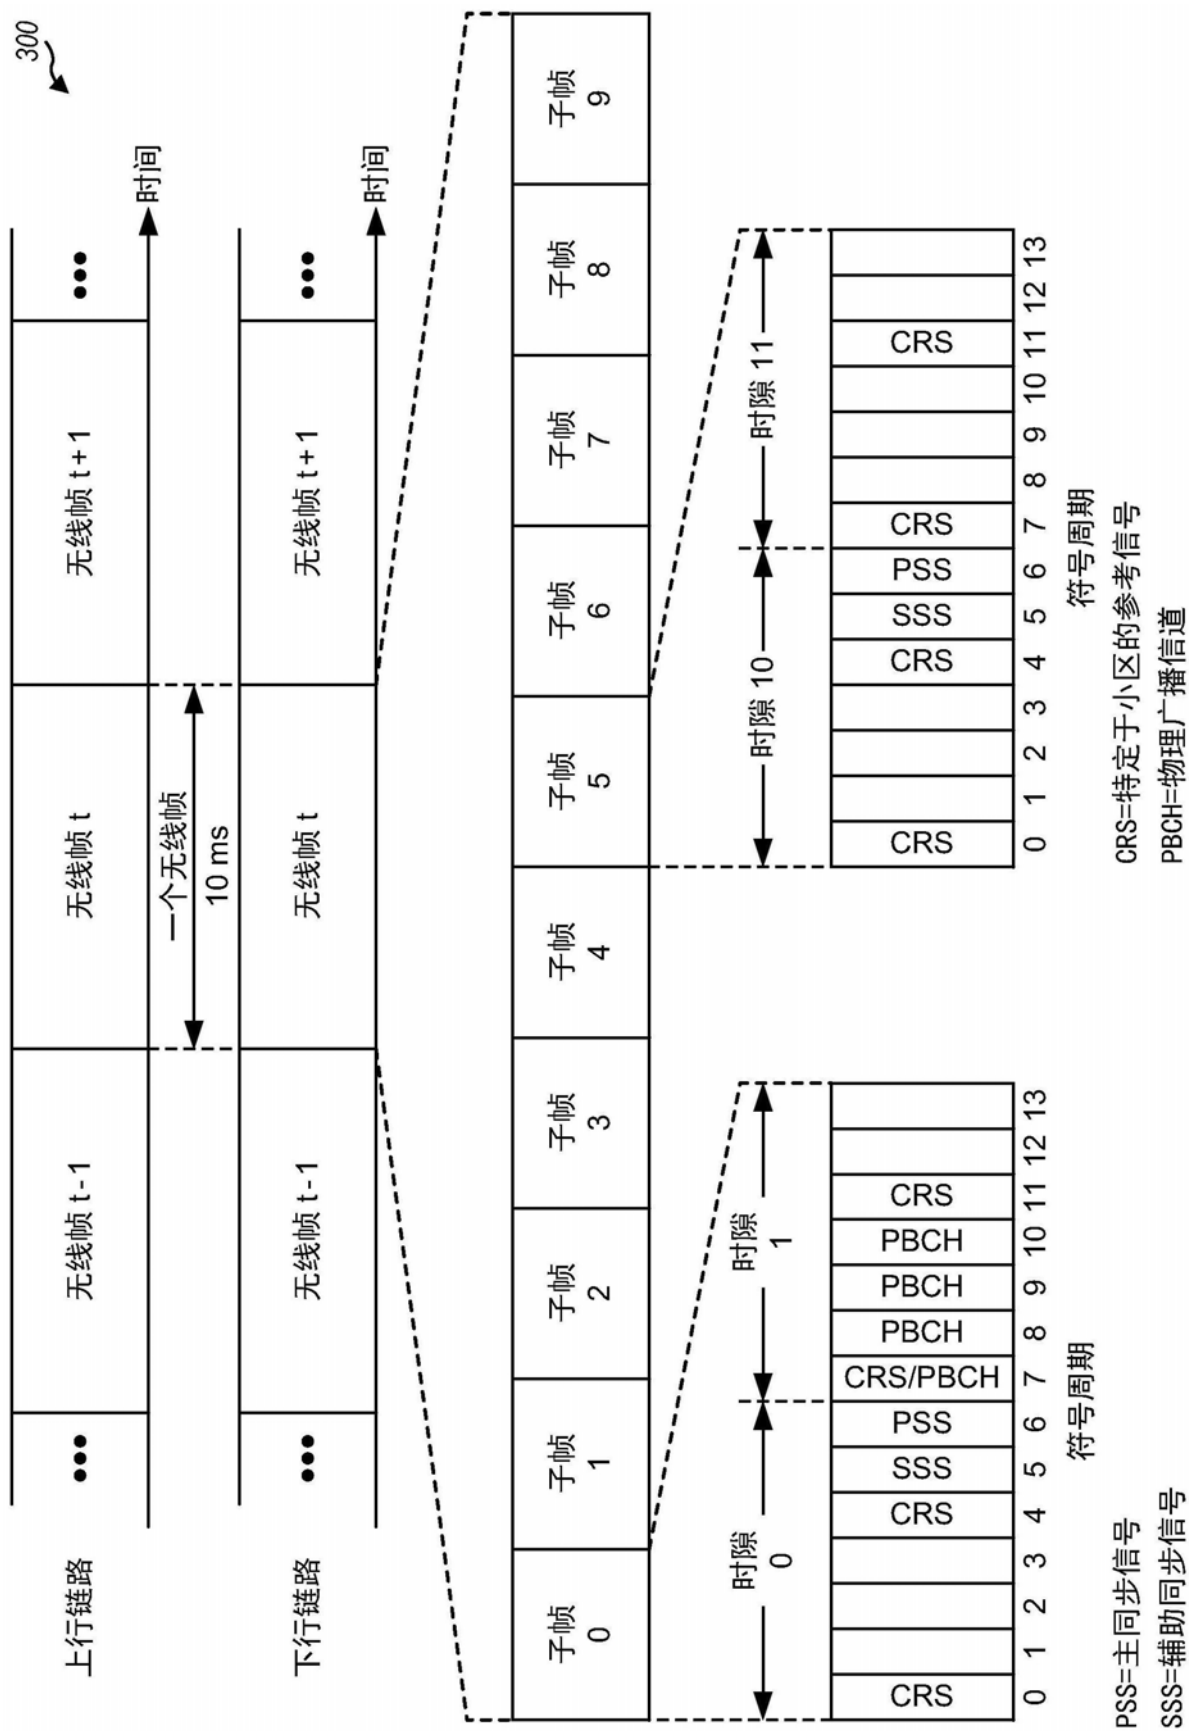 300
上行链路
••• 无线帧 t-1 无线帧 t 无线帧 t+1 •••
时间
一个无线帧
10 ms
下行链路
••• 无线帧 t-1 无线帧 t 无线帧 t+1 •••
时间
子帧 子帧 子帧 子帧 子帧 子帧 子帧 子帧 子帧 子帧
0 1 2 3 4 5 6 7 8 9
时隙
0
时隙
1
CRS SSS PSS CRS/PBCH PBCH PBCH PBCH CRS
CRS
0 1 2 3 4 5 6 7 8 9 10 11 12 13
符号周期
时隙 10
时隙 11
CRS CRS SSS PSS CRS CRS
0 1 2 3 4 5 6 7 8 9 10 11 12 13
符号周期
PSS=主同步信号
SSS=辅助同步信号
CRS=特定于小区的参考信号
PBCH=物理广播信道